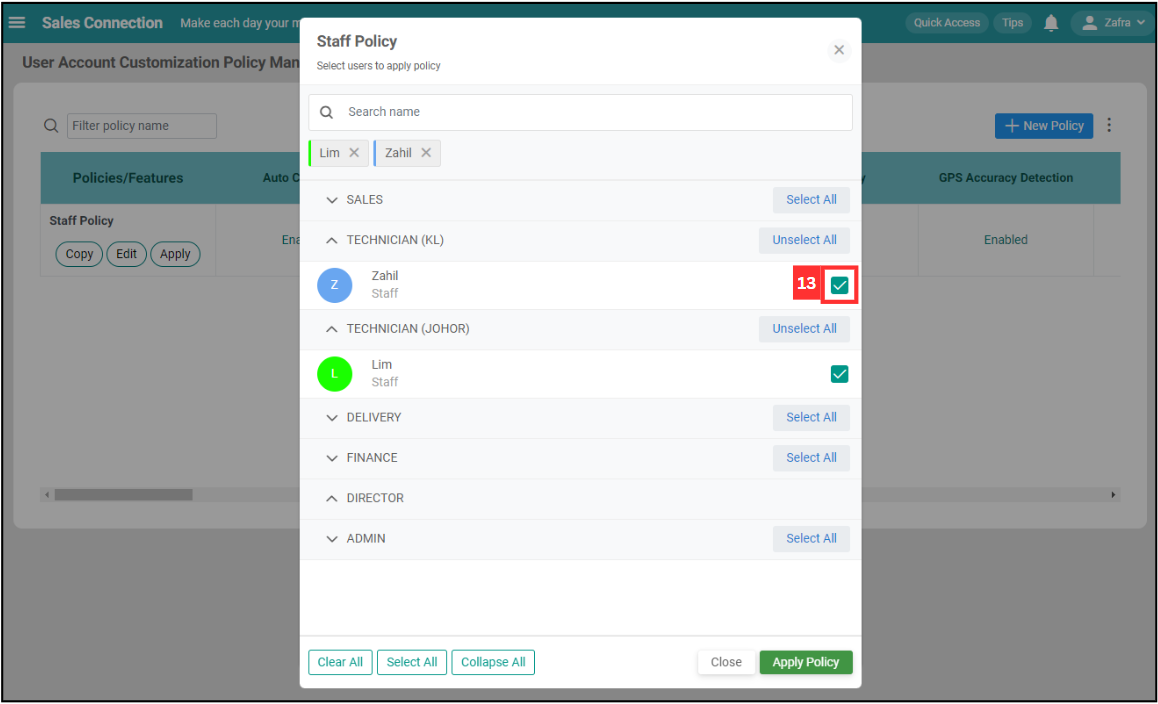 Sales Connection Make each day your m Quick Access Tips Zafra
User Account Customization Policy Man
Filter policy name
+ New Policy
Policies/Features Auto C y GPS Accuracy Detection
Staff Policy
Ena Enabled
Copy Edit Apply
Staff Policy
Select users to apply policy
Search name
Lim Zahil
SALES Select All
TECHNICIAN (KL) Unselect All
Z Zahil 13
Staff
TECHNICIAN (JOHOR) Unselect All
L Lim
Staff
DELIVERY Select All
FINANCE Select All
DIRECTOR
ADMIN Select All
Clear All Select All Collapse All Close Apply Policy